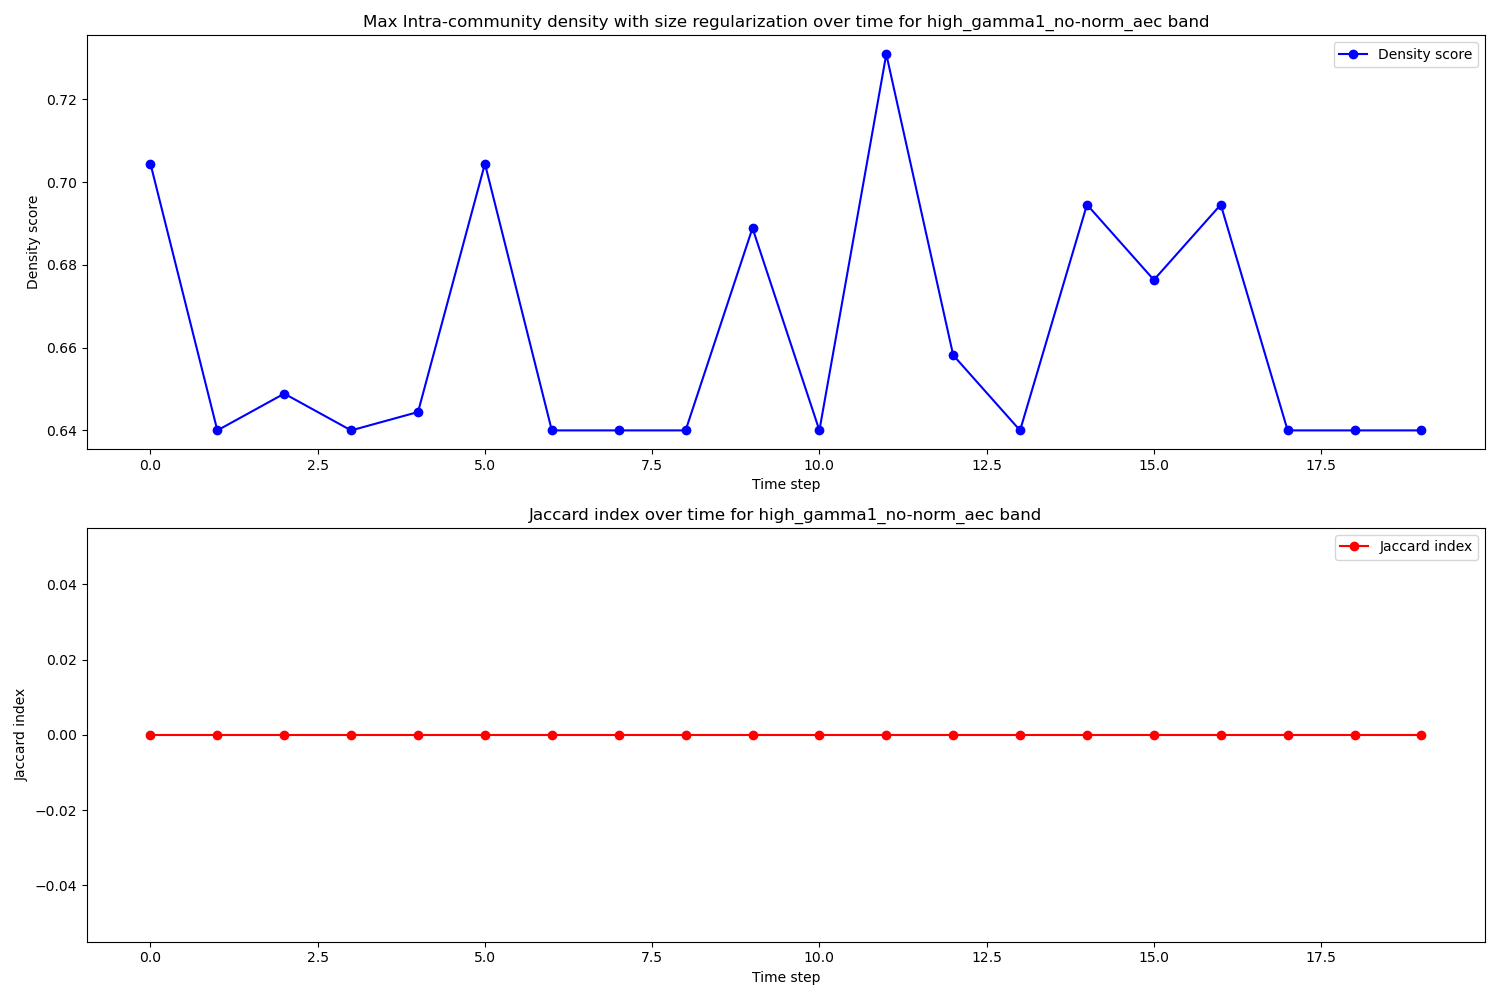 Max Intra-community density with size regularization over time for high_gamma1_no-norm_aec band
Density score
0.72
0.70
0.68
0.66
0.64
Density score
0.0 2.5 5.0 7.5 10.0 12.5 15.0 17.5
Time step
Jaccard index over time for high_gamma1_no-norm_aec band
Jaccard index
0.04
0.02
0.00
−0.02
−0.04
Jaccard index
0.0 2.5 5.0 7.5 10.0 12.5 15.0 17.5
Time step